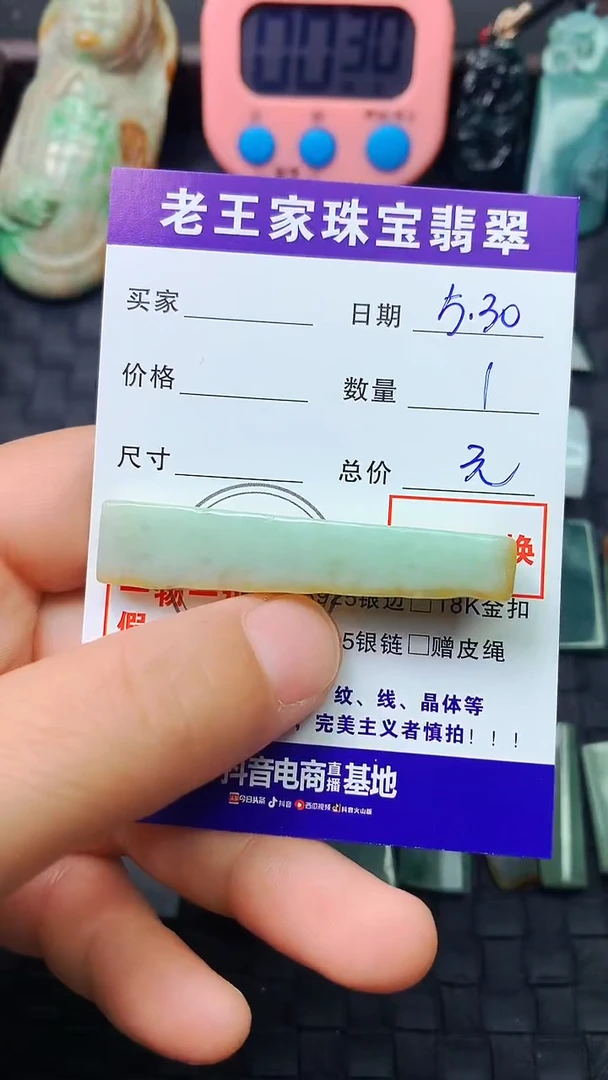 00:30
老王家珠宝翡翠
买家 日期 5.30
价格 数量 1
尺寸 总价 元
换
925银边 □18K金扣
假
5银链 □赠皮绳
纹、线、晶体等
，完美主义者慎拍！！！
抖音电商直播基地
今日头条 抖音 西瓜视频 抖音火山版